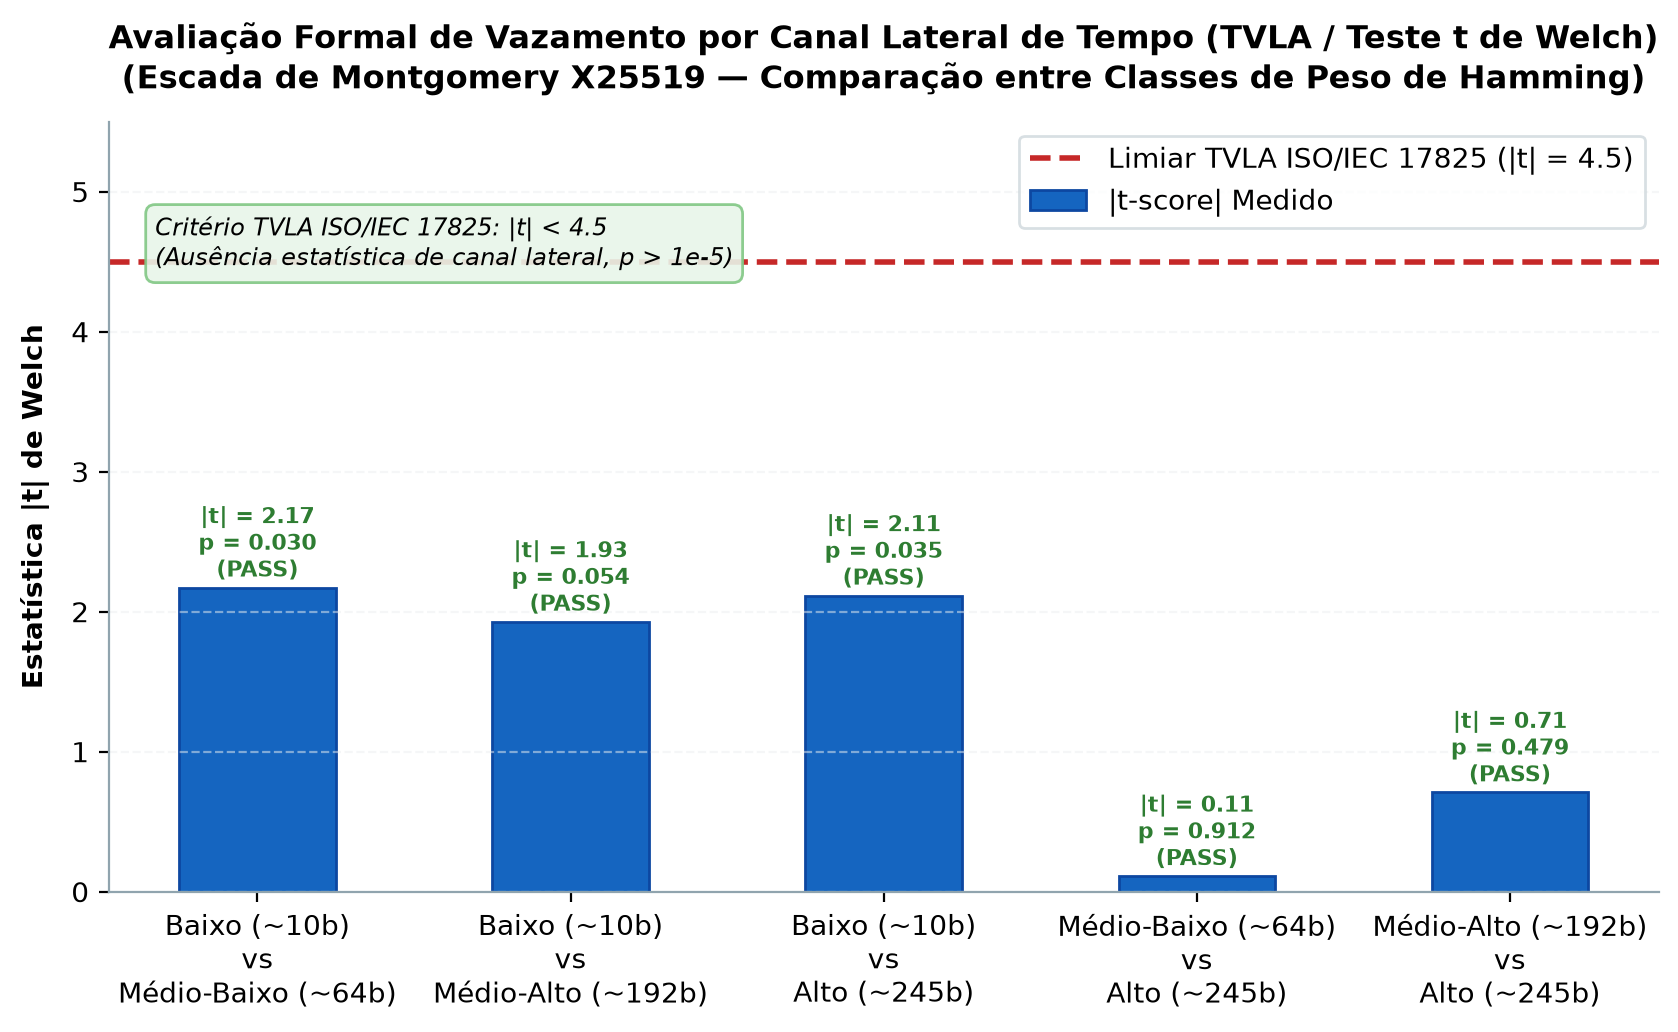 Avaliação Formal de Vazamento por Canal Lateral de Tempo (TVLA / Teste t de Welch)
(Escada de Montgomery X25519 — Comparação entre Classes de Peso de Hamming)
Limiar TVLA ISO/IEC 17825 (|t| = 4.5)
|t-score| Medido
Critério TVLA ISO/IEC 17825: |t| < 4.5
(Ausência estatística de canal lateral, p > 1e-5)
Estatística |t| de Welch
5
4
3
2
1
0
|t| = 2.17
p = 0.030
(PASS)
|t| = 1.93
p = 0.054
(PASS)
|t| = 2.11
p = 0.035
(PASS)
|t| = 0.11
p = 0.912
(PASS)
|t| = 0.71
p = 0.479
(PASS)
Baixo (~10b)
vs
Médio-Baixo (~64b)
Baixo (~10b)
vs
Médio-Alto (~192b)
Baixo (~10b)
vs
Alto (~245b)
Médio-Baixo (~64b)
vs
Alto (~245b)
Médio-Alto (~192b)
vs
Alto (~245b)